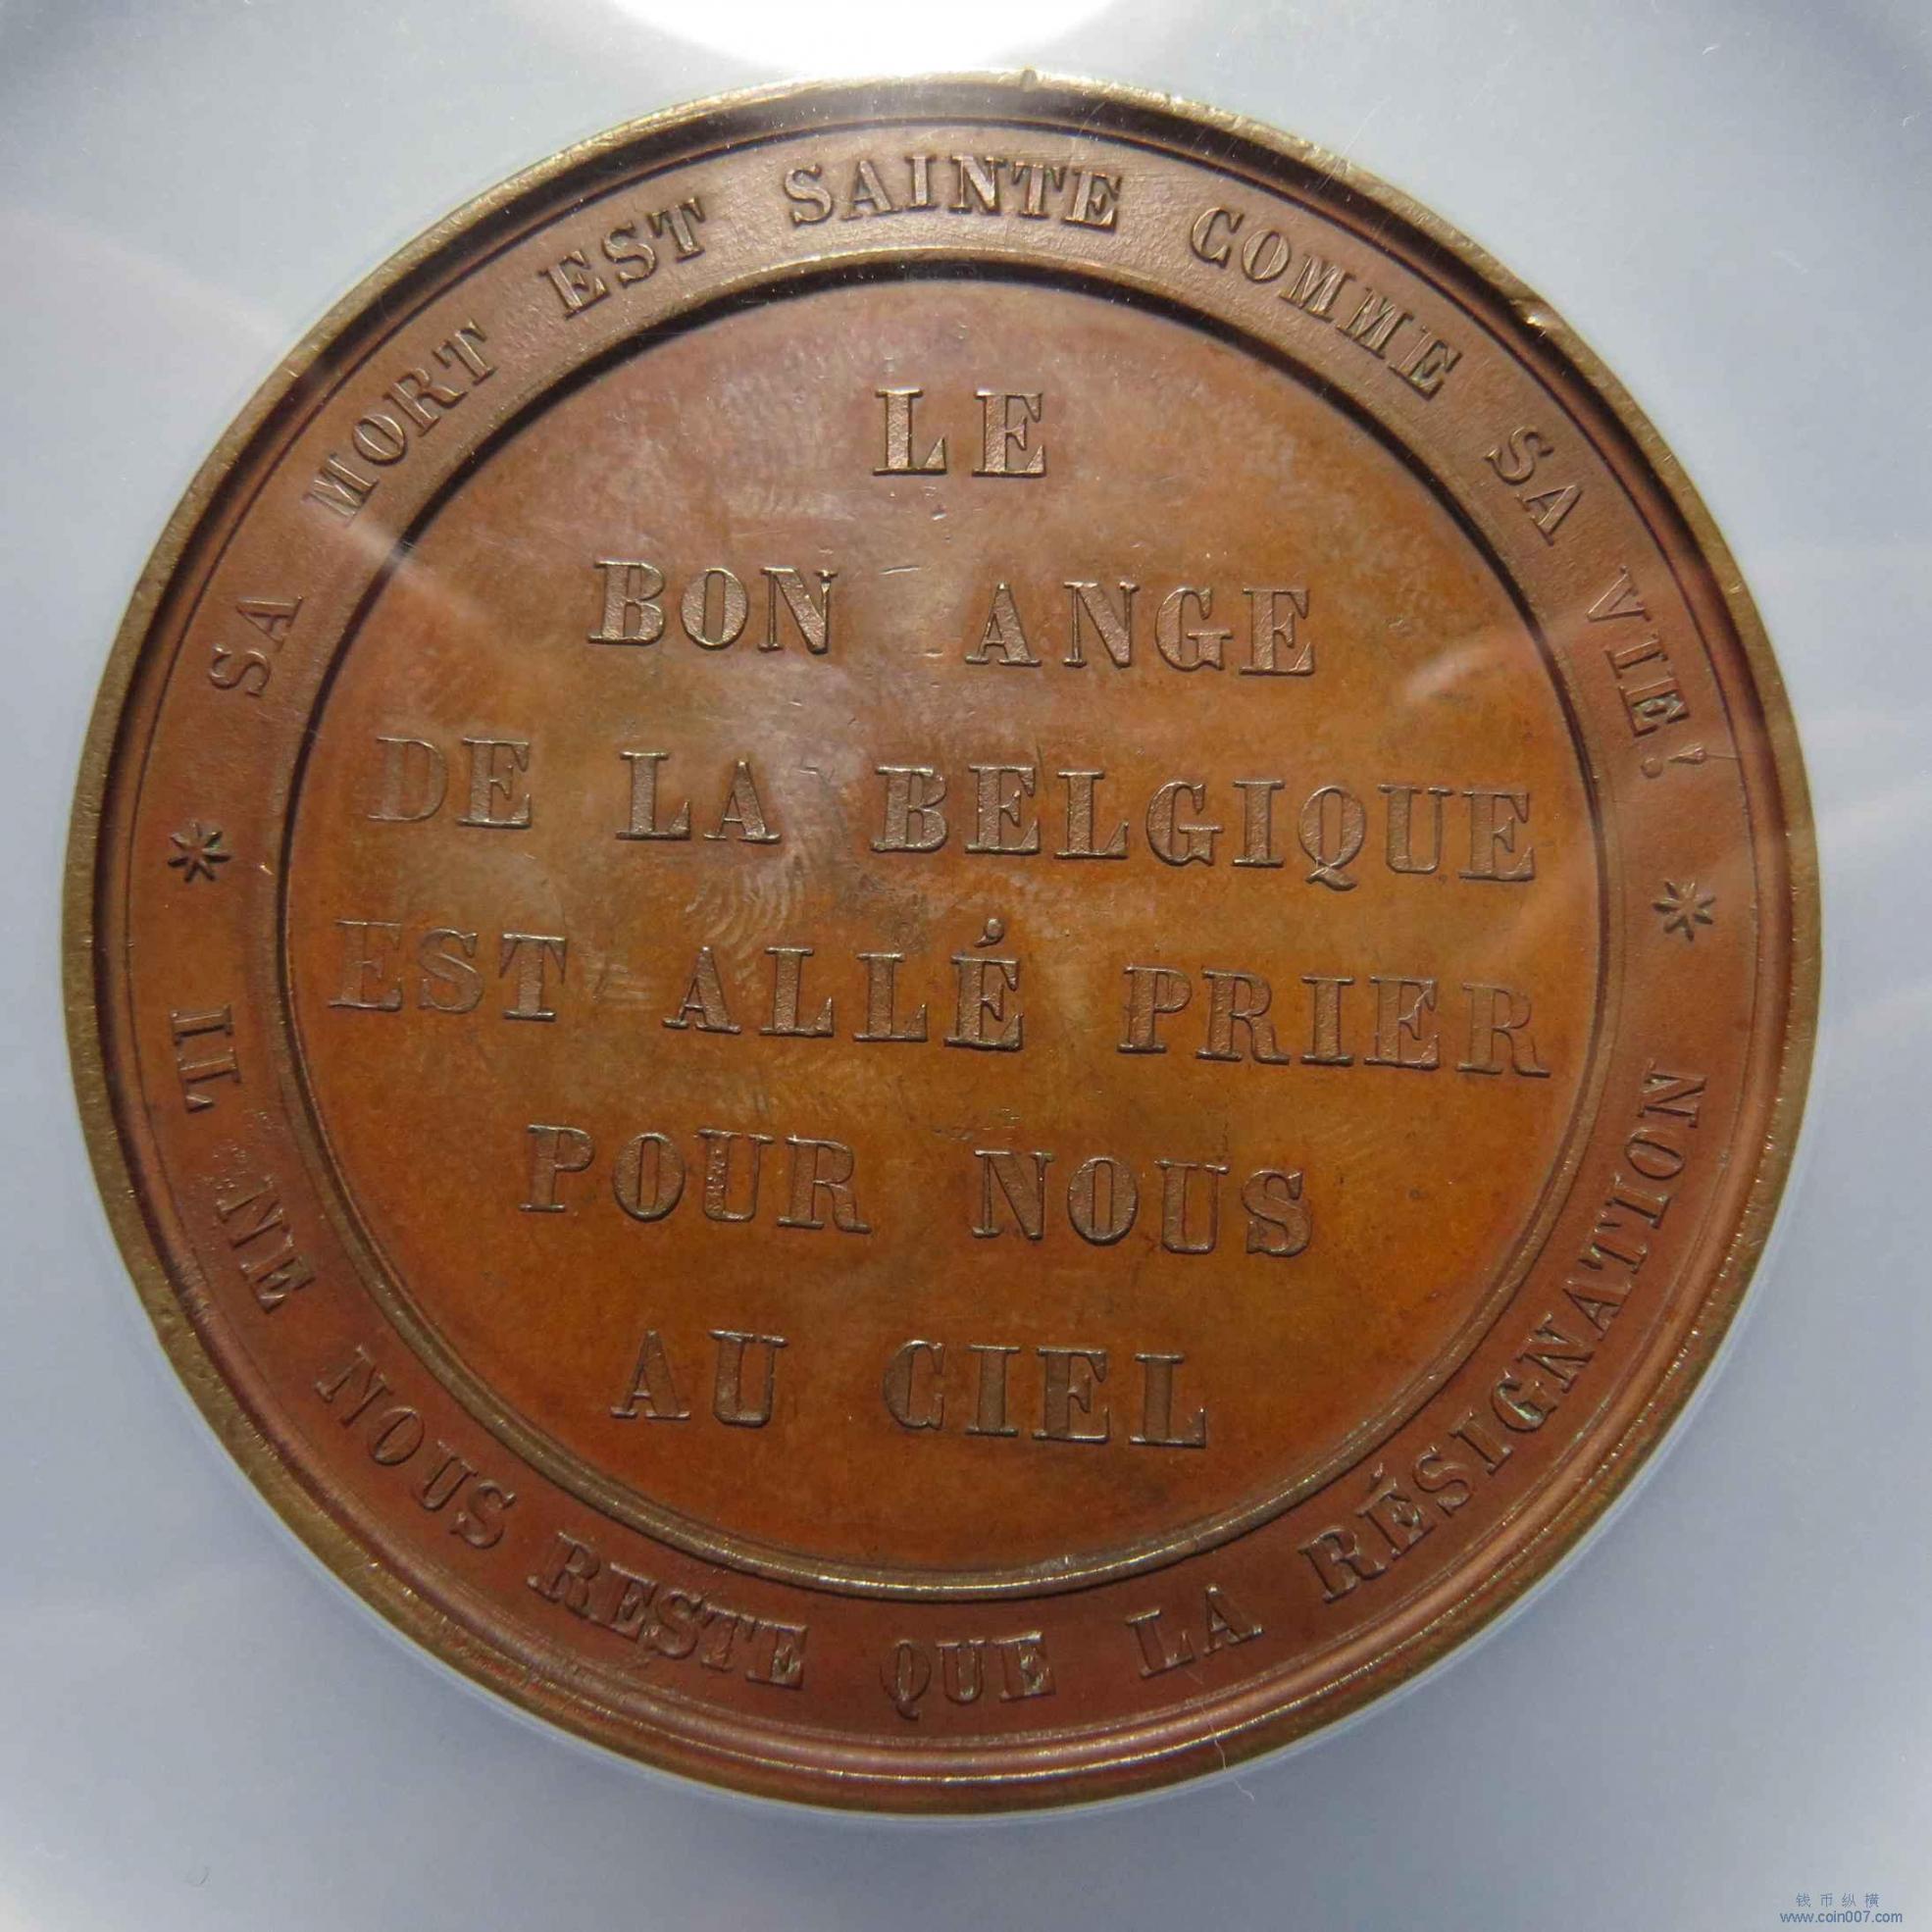 * SA MORT EST SAINTE COMME SA VIE! *
IL NE NOUS RESTE QUE LA RÉSIGNATION
LE
BON ANGE
DE LA BELGIQUE
EST ALLÉ PRIER
POUR NOUS
AU CIEL
钱币纵横
www.coin007.com